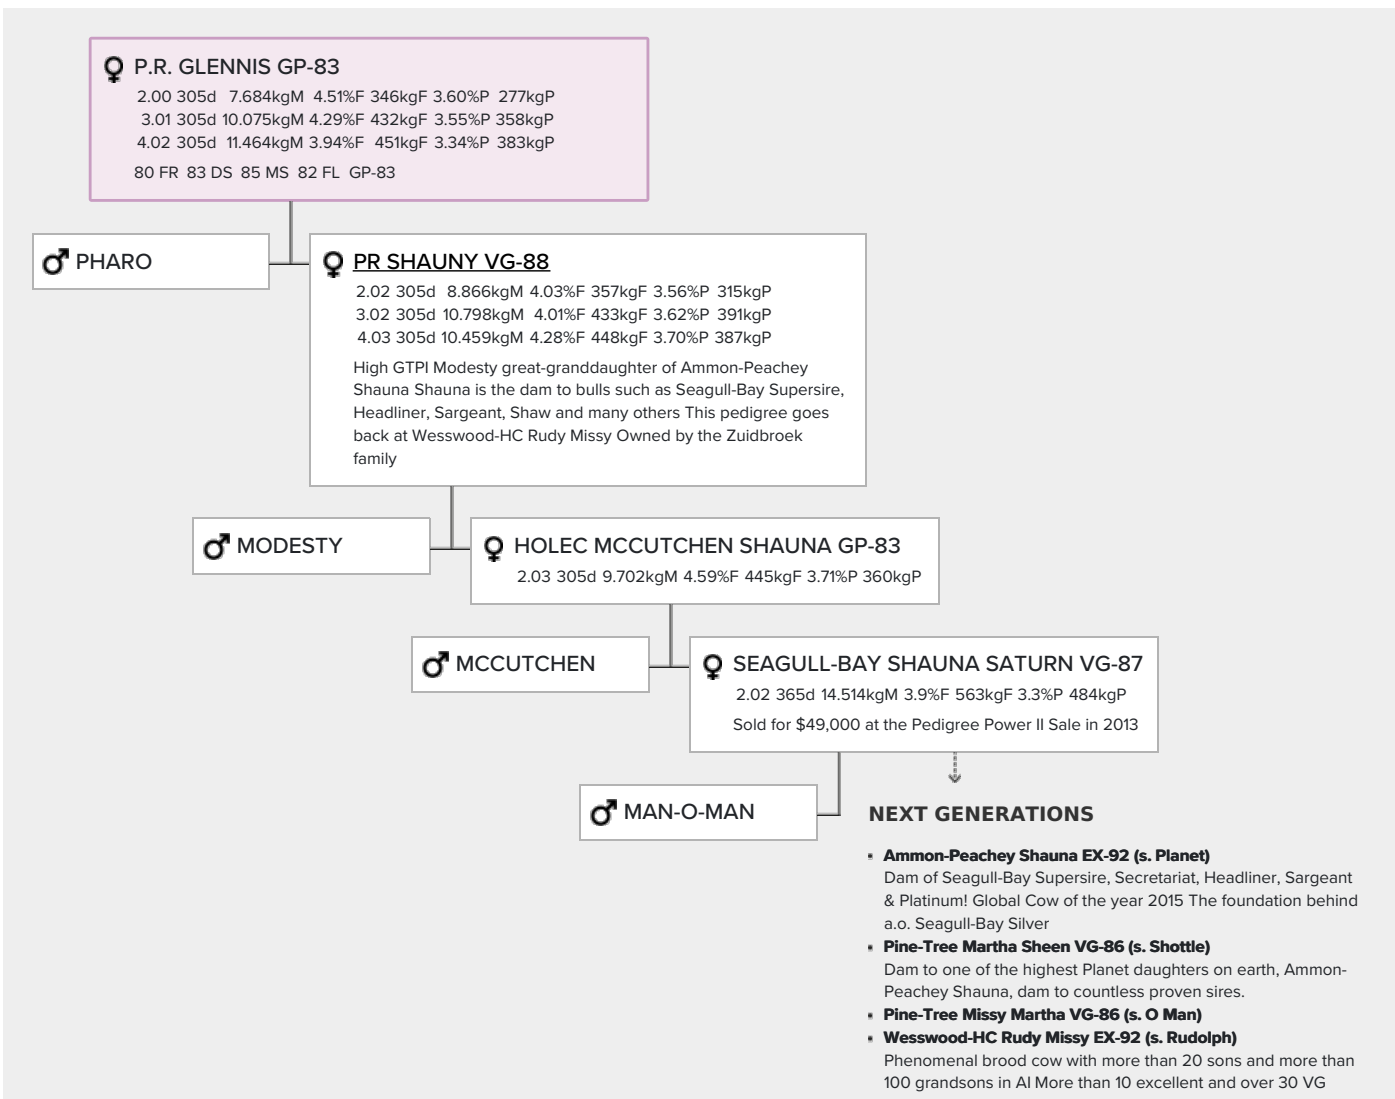 P.R. GLENNIS GP-83
2.00 305d 7.684kgM 4.51%F 346kgF 3.60%P 277kgP
3.01 305d 10.075kgM 4.29%F 432kgF 3.55%P 358kgP
4.02 305d 11.464kgM 3.94%F 451kgF 3.34%P 383kgP
80 FR 83 DS 85 MS 82 FL GP-83
PHARO
PR SHAUNY VG-88
2.02 305d 8.866kgM 4.03%F 357kgF 3.56%P 315kgP
3.02 305d 10.798kgM 4.01%F 433kgF 3.62%P 391kgP
4.03 305d 10.459kgM 4.28%F 448kgF 3.70%P 387kgP
High GTPI Modesty great-granddaughter of Ammon-Peachey
Shauna Shauna is the dam to bulls such as Seagull-Bay Supersire,
Headliner, Sargeant, Shaw and many others This pedigree goes
back at Wesswood-HC Rudy Missy Owned by the Zuidbroek
family
MODESTY
HOLEC MCCUTCHEN SHAUNA GP-83
2.03 305d 9.702kgM 4.59%F 445kgF 3.71%P 360kgP
MCCUTCHEN
SEAGULL-BAY SHAUNA SATURN VG-87
2.02 365d 14.514kgM 3.9%F 563kgF 3.3%P 484kgP
Sold for $49,000 at the Pedigree Power II Sale in 2013
MAN-O-MAN
NEXT GENERATIONS
Ammon-Peachey Shauna EX-92 (s. Planet)
Dam of Seagull-Bay Supersire, Secretariat, Headliner, Sargeant
& Platinum! Global Cow of the year 2015 The foundation behind
a.o. Seagull-Bay Silver
Pine-Tree Martha Sheen VG-86 (s. Shottle)
Dam to one of the highest Planet daughters on earth, Ammon-
Peachey Shauna, dam to countless proven sires.
Pine-Tree Missy Martha VG-86 (s. O Man)
Wesswood-HC Rudy Missy EX-92 (s. Rudolph)
Phenomenal brood cow with more than 20 sons and more than
100 grandsons in AI More than 10 excellent and over 30 VG